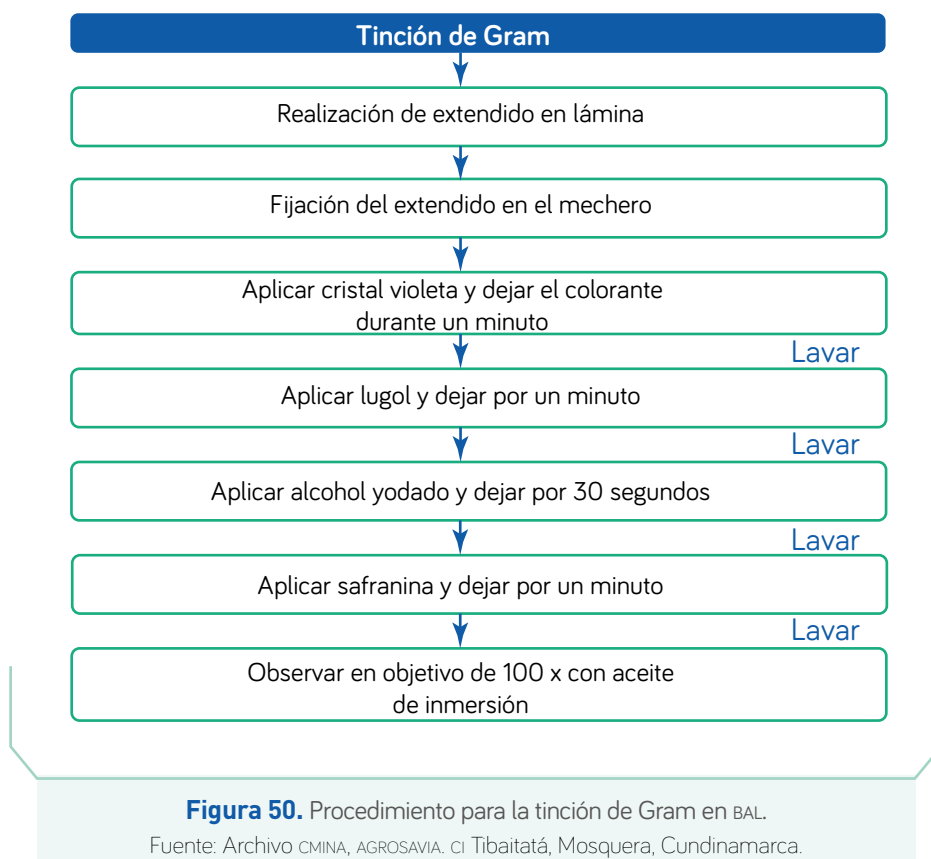 Tinción de Gram
Realización de extendido en lámina
Fijación del extendido en el mechero
Aplicar cristal violeta y dejar el colorante
durante un minuto
Lavar
Aplicar lugol y dejar por un minuto
Lavar
Aplicar alcohol yodado y dejar por 30 segundos
Lavar
Aplicar safranina y dejar por un minuto
Lavar
Observar en objetivo de 100 x con aceite
de inmersión
Figura 50. Procedimiento para la tinción de Gram en BAL.
Fuente: Archivo CMINA, AGROSAVIA. CI Tibaitatá, Mosquera, Cundinamarca.